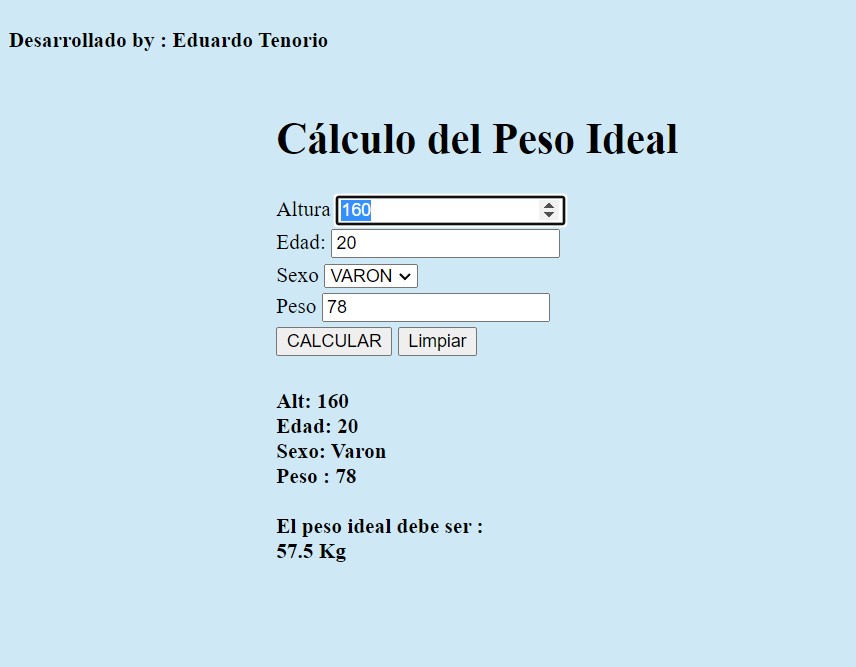 Desarrollado by : Eduardo Tenorio
Cálculo del Peso Ideal
Altura 160
Edad: 20
Sexo VARON
Peso 78
CALCULAR Limpiar
Alt: 160
Edad: 20
Sexo: Varon
Peso : 78
El peso ideal debe ser :
57.5 Kg